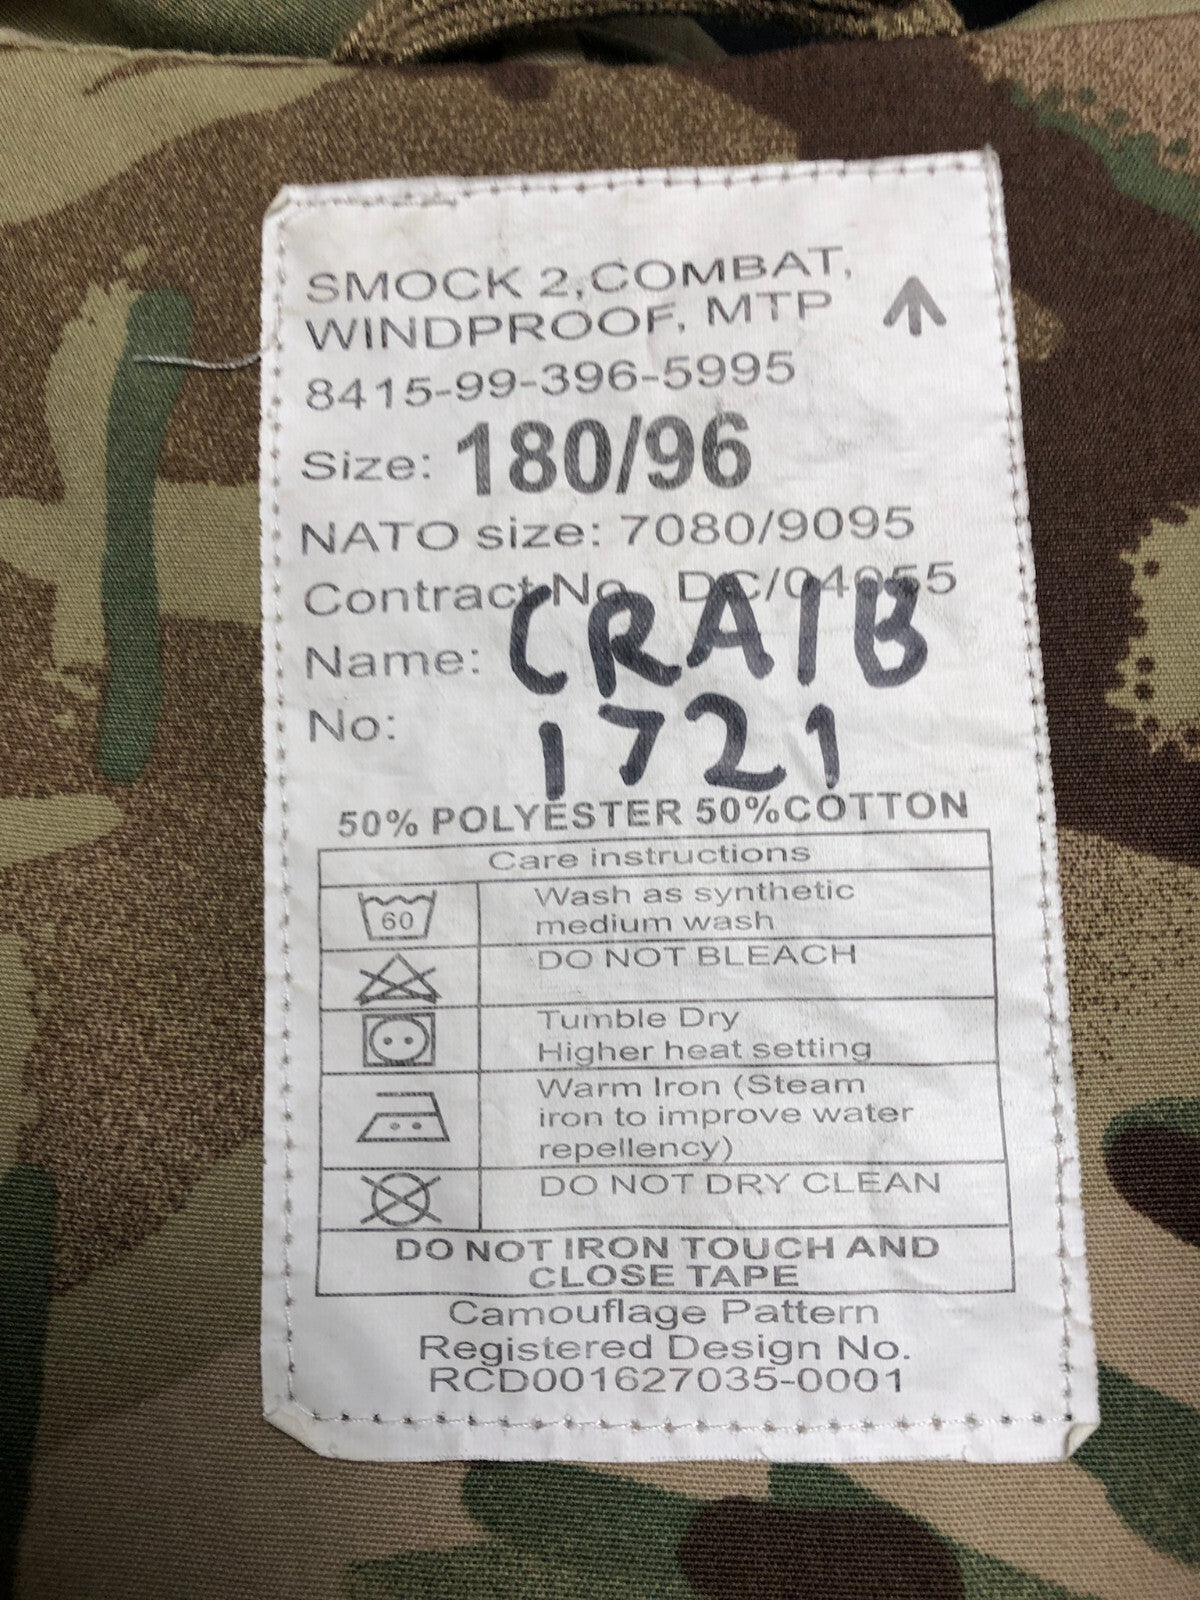 SMOCK 2,COMBAT,
WINDPROOF, MTP
8415-99-396-5995
Size: 180/96
NATO size: 7080/9095
Contract No. DC/04055
Name: CRAIB
No: 1721
50% POLYESTER 50%COTTON
Care instructions
60
Wash as synthetic
medium wash
DO NOT BLEACH
Tumble Dry
Higher heat setting
Warm Iron (Steam
iron to improve water
repellency)
DO NOT DRY CLEAN
DO NOT IRON TOUCH AND
CLOSE TAPE
Camouflage Pattern
Registered Design No.
RCD001627035-0001